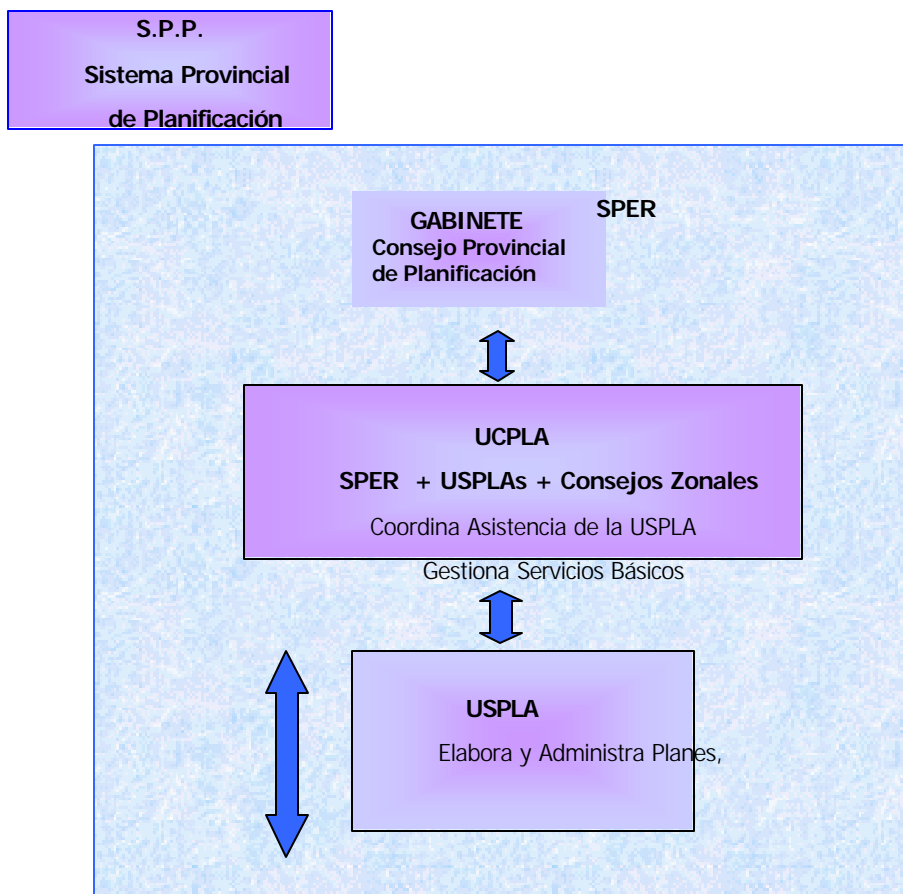 S.P.P.
Sistema Provincial
de Planificación
SPER
GABINETE
Consejo Provincial
de Planificación
UCPLA
SPER + USPLAs + Consejos Zonales
Coordina Asistencia de la USPLA
Gestiona Servicios Básicos
USPLA
Elabora y Administra Planes,